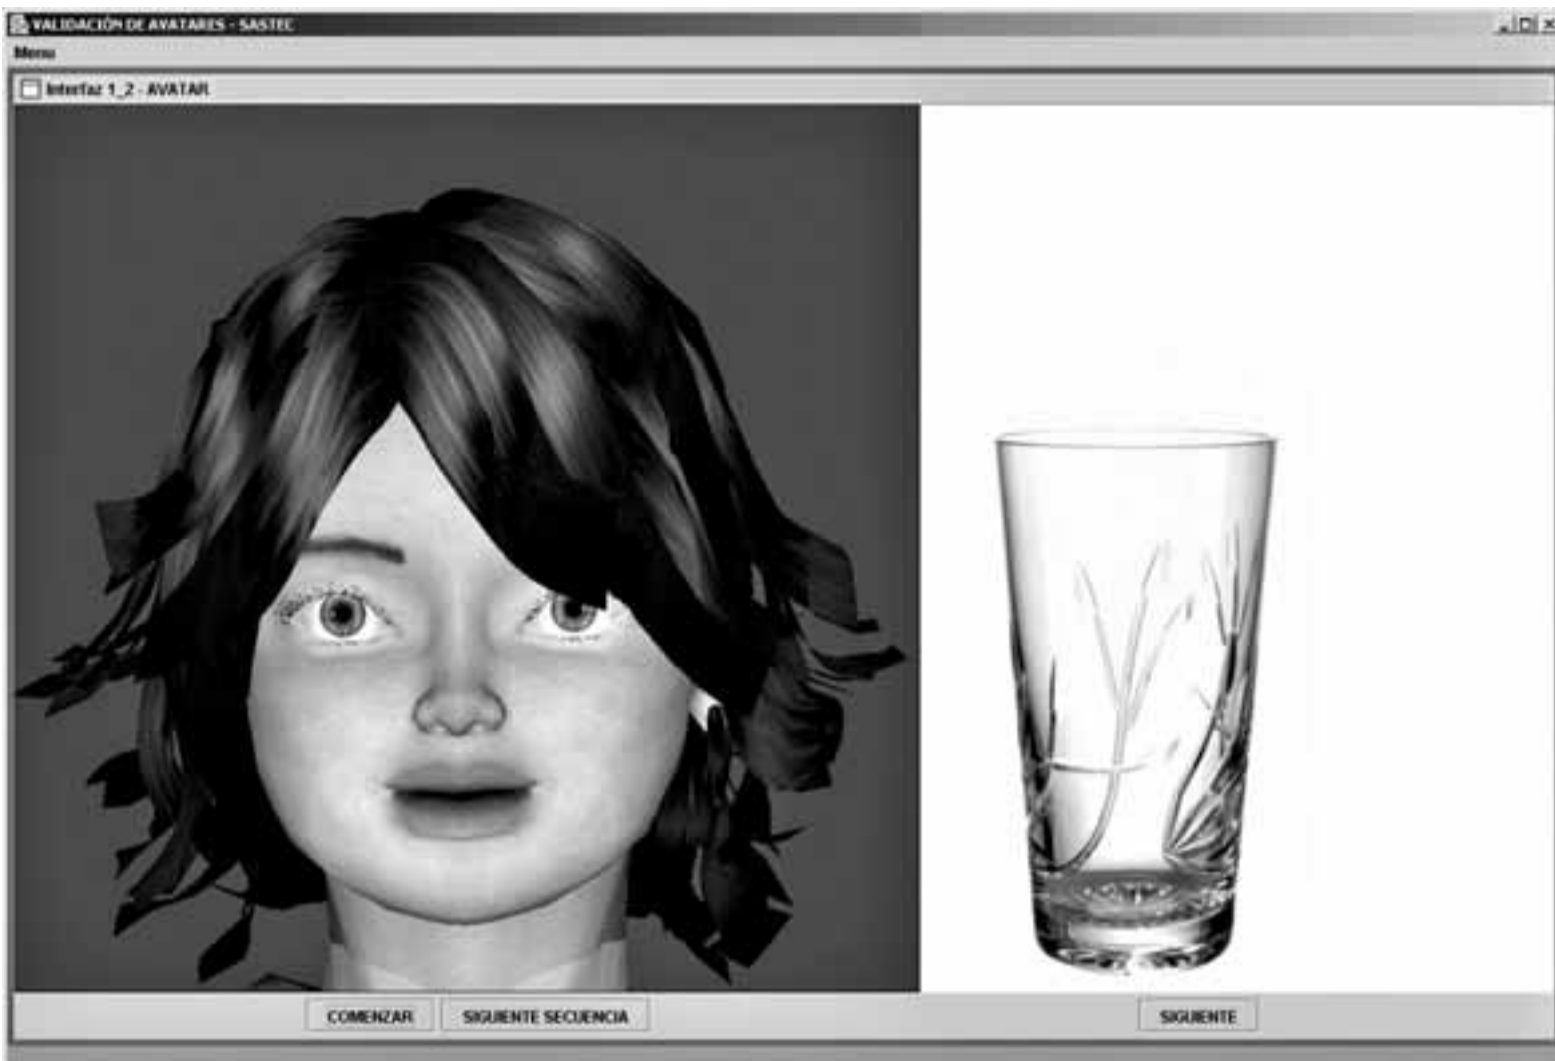 VALIDACIÓN DE AVATARES - SASTEC
Menu
Interfaz 1_2 - AVATAR
COMENZAR
SIGUIENTE SECUENCIA
SIGUIENTE